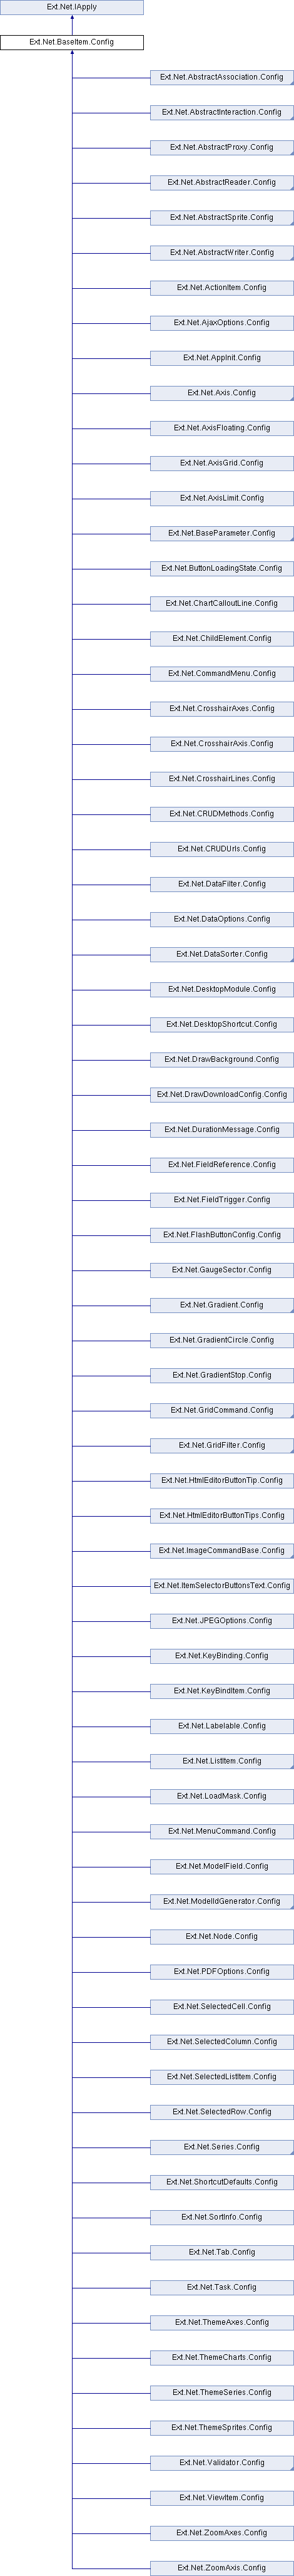 Ext.Net.IApply
Ext.Net.BaseItem.Config
Ext.Net.AbstractAssociation.Config
Ext.Net.AbstractInteraction.Config
Ext.Net.AbstractProxy.Config
Ext.Net.AbstractReader.Config
Ext.Net.AbstractSprite.Config
Ext.Net.AbstractWriter.Config
Ext.Net.ActionItem.Config
Ext.Net.AjaxOptions.Config
Ext.Net.AppInit.Config
Ext.Net.Axis.Config
Ext.Net.AxisFloating.Config
Ext.Net.AxisGrid.Config
Ext.Net.AxisLimit.Config
Ext.Net.BaseParameter.Config
Ext.Net.ButtonLoadingState.Config
Ext.Net.ChartCalloutLine.Config
Ext.Net.ChildElement.Config
Ext.Net.CommandMenu.Config
Ext.Net.CrosshairAxes.Config
Ext.Net.CrosshairAxis.Config
Ext.Net.CrosshairLines.Config
Ext.Net.CRUDMethods.Config
Ext.Net.CRUDUrls.Config
Ext.Net.DataFilter.Config
Ext.Net.DataOptions.Config
Ext.Net.DataSorter.Config
Ext.Net.DesktopModule.Config
Ext.Net.DesktopShortcut.Config
Ext.Net.DrawBackground.Config
Ext.Net.DrawDownloadConfig.Config
Ext.Net.DurationMessage.Config
Ext.Net.FieldReference.Config
Ext.Net.FieldTrigger.Config
Ext.Net.FlashButtonConfig.Config
Ext.Net.GaugeSector.Config
Ext.Net.Gradient.Config
Ext.Net.GradientCircle.Config
Ext.Net.GradientStop.Config
Ext.Net.GridCommand.Config
Ext.Net.GridFilter.Config
Ext.Net.HtmlEditorButtonTip.Config
Ext.Net.HtmlEditorButtonTips.Config
Ext.Net.ImageCommandBase.Config
Ext.Net.ItemSelectorButtonsText.Config
Ext.Net.JPEGOptions.Config
Ext.Net.KeyBinding.Config
Ext.Net.KeyBindItem.Config
Ext.Net.Labelable.Config
Ext.Net.ListItem.Config
Ext.Net.LoadMask.Config
Ext.Net.MenuCommand.Config
Ext.Net.ModelField.Config
Ext.Net.ModelIdGenerator.Config
Ext.Net.Node.Config
Ext.Net.PDFOptions.Config
Ext.Net.SelectedCell.Config
Ext.Net.SelectedColumn.Config
Ext.Net.SelectedListItem.Config
Ext.Net.SelectedRow.Config
Ext.Net.Series.Config
Ext.Net.ShortcutDefaults.Config
Ext.Net.SortInfo.Config
Ext.Net.Tab.Config
Ext.Net.Task.Config
Ext.Net.ThemeAxes.Config
Ext.Net.ThemeCharts.Config
Ext.Net.ThemeSeries.Config
Ext.Net.ThemeSprites.Config
Ext.Net.Validator.Config
Ext.Net.ViewItem.Config
Ext.Net.ZoomAxes.Config
Ext.Net.ZoomAxis.Config